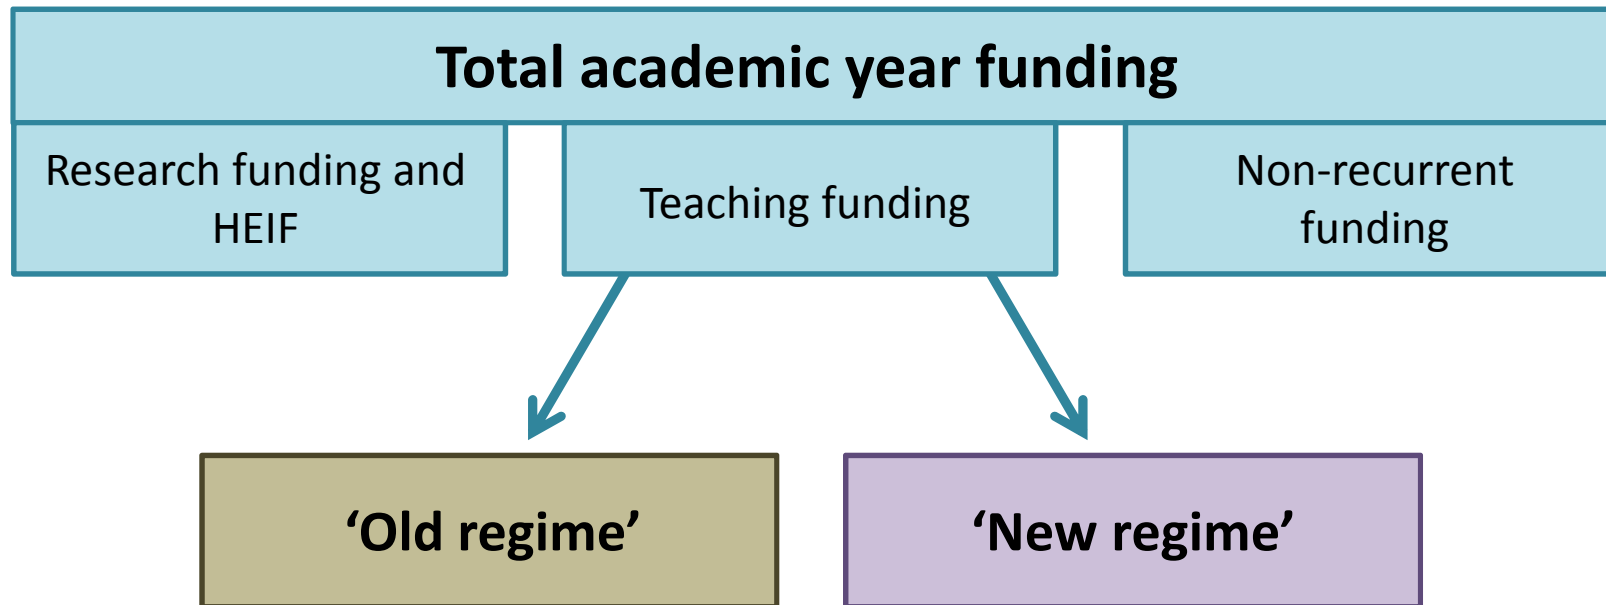 Total academic year funding
Research funding and
HEIF
Teaching funding
Non-recurrent
funding
‘Old regime’
‘New regime’